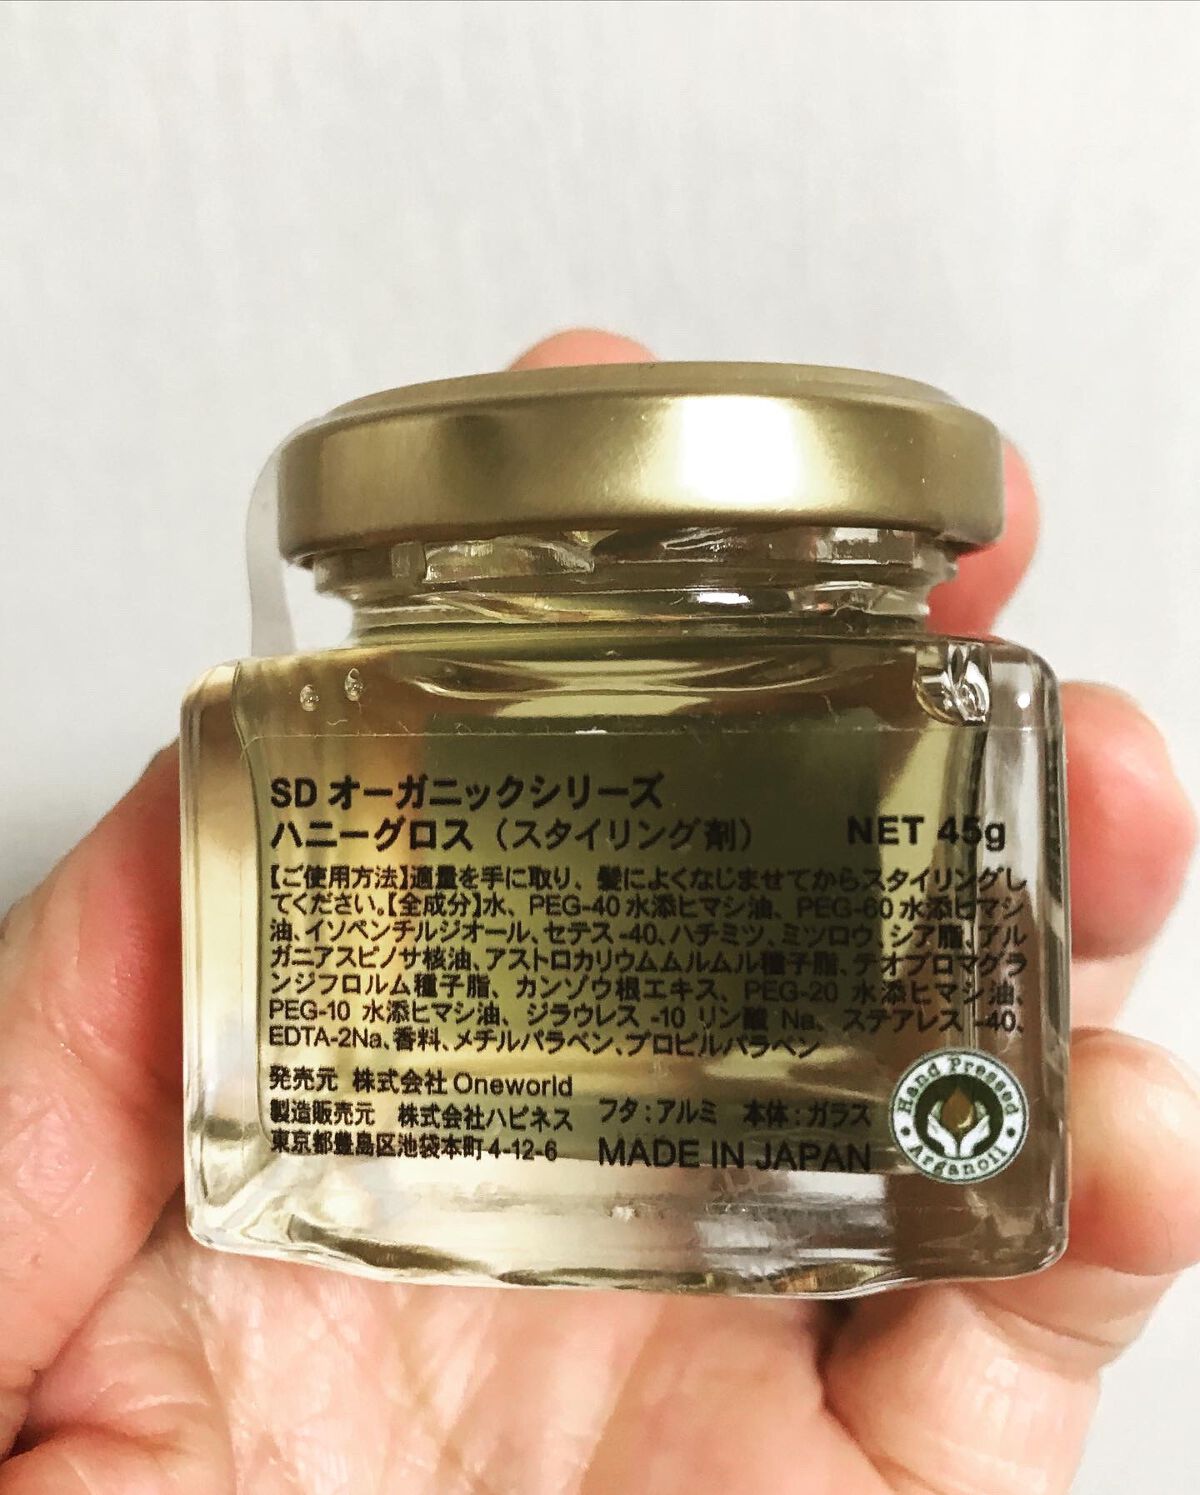 SD オーガニックシリーズ
ハニーグロス（スタイリング剤） NET 45g
【ご使用方法】適量を手に取り、髪によくなじませてからスタイリングし
てください。【全成分】水、PEG-40水添ヒマシ油、PEG-60水添ヒマシ
油、イソペンチルジオール、セテス-40、ハチミツ、ミツロウ、シア脂、アル
ガニアスピノサ核油、アストロカリウムムルムル種子脂、テオブロマグラ
ンジフロルム種子脂、カンゾウ根エキス、PEG-20 水添ヒマシ油、
PEG-10 水添ヒマシ油、ジラウレス-10 リン酸 Na、ステアレス-40、
EDTA-2Na、香料、メチルパラベン、プロピルパラベン
発売元 株式会社Oneworld
製造販売元 株式会社ハピネス フタ：アルミ 本体：ガラス
東京都豊島区池袋本町4-12-6 MADE IN JAPAN
Hand Pressed
Arganoil